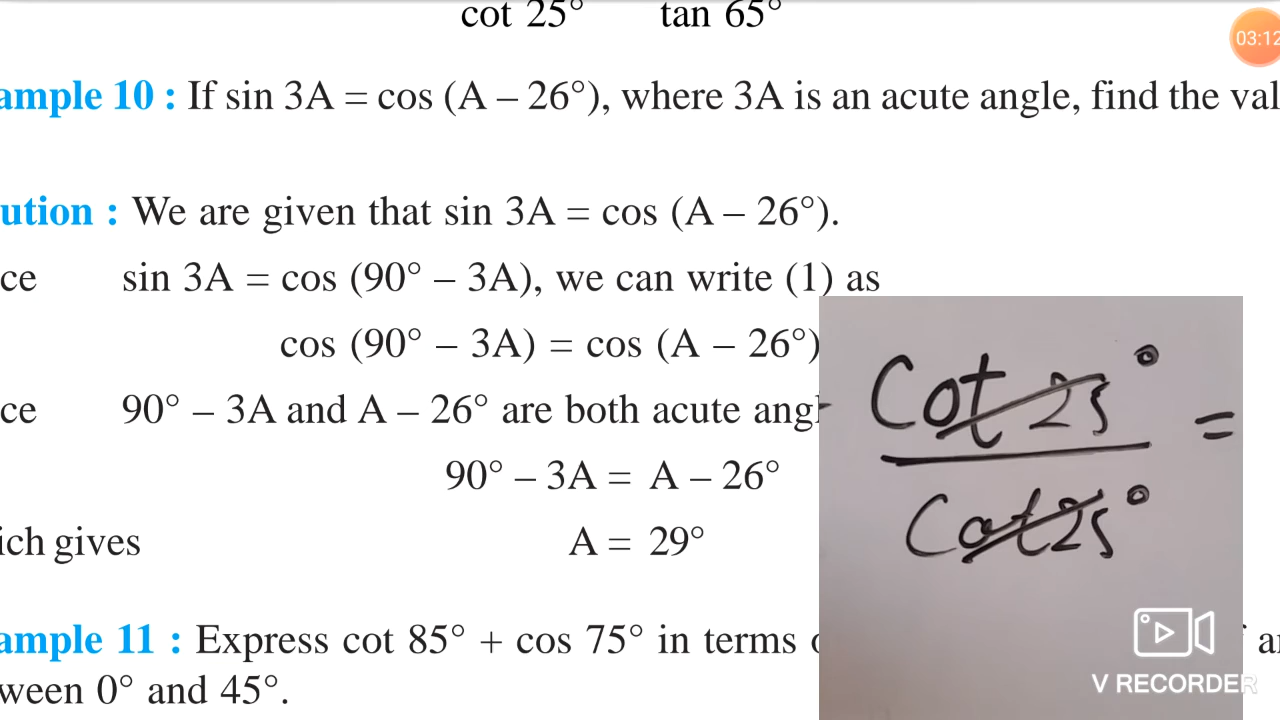 cot 25° tan 65°
03:12
ample 10 : If sin 3A = cos (A – 26°), where 3A is an acute angle, find the val
ution : We are given that sin 3A = cos (A – 26°).
ce sin 3A = cos (90° – 3A), we can write (1) as
cos (90° – 3A) = cos (A – 26°)
ce 90° – 3A and A – 26° are both acute angl
90° – 3A = A – 26°
ich gives A = 29°
ample 11 : Express cot 85° + cos 75° in terms
ween 0° and 45°.
Cot 25° =
Cot 25°
V RECORDER